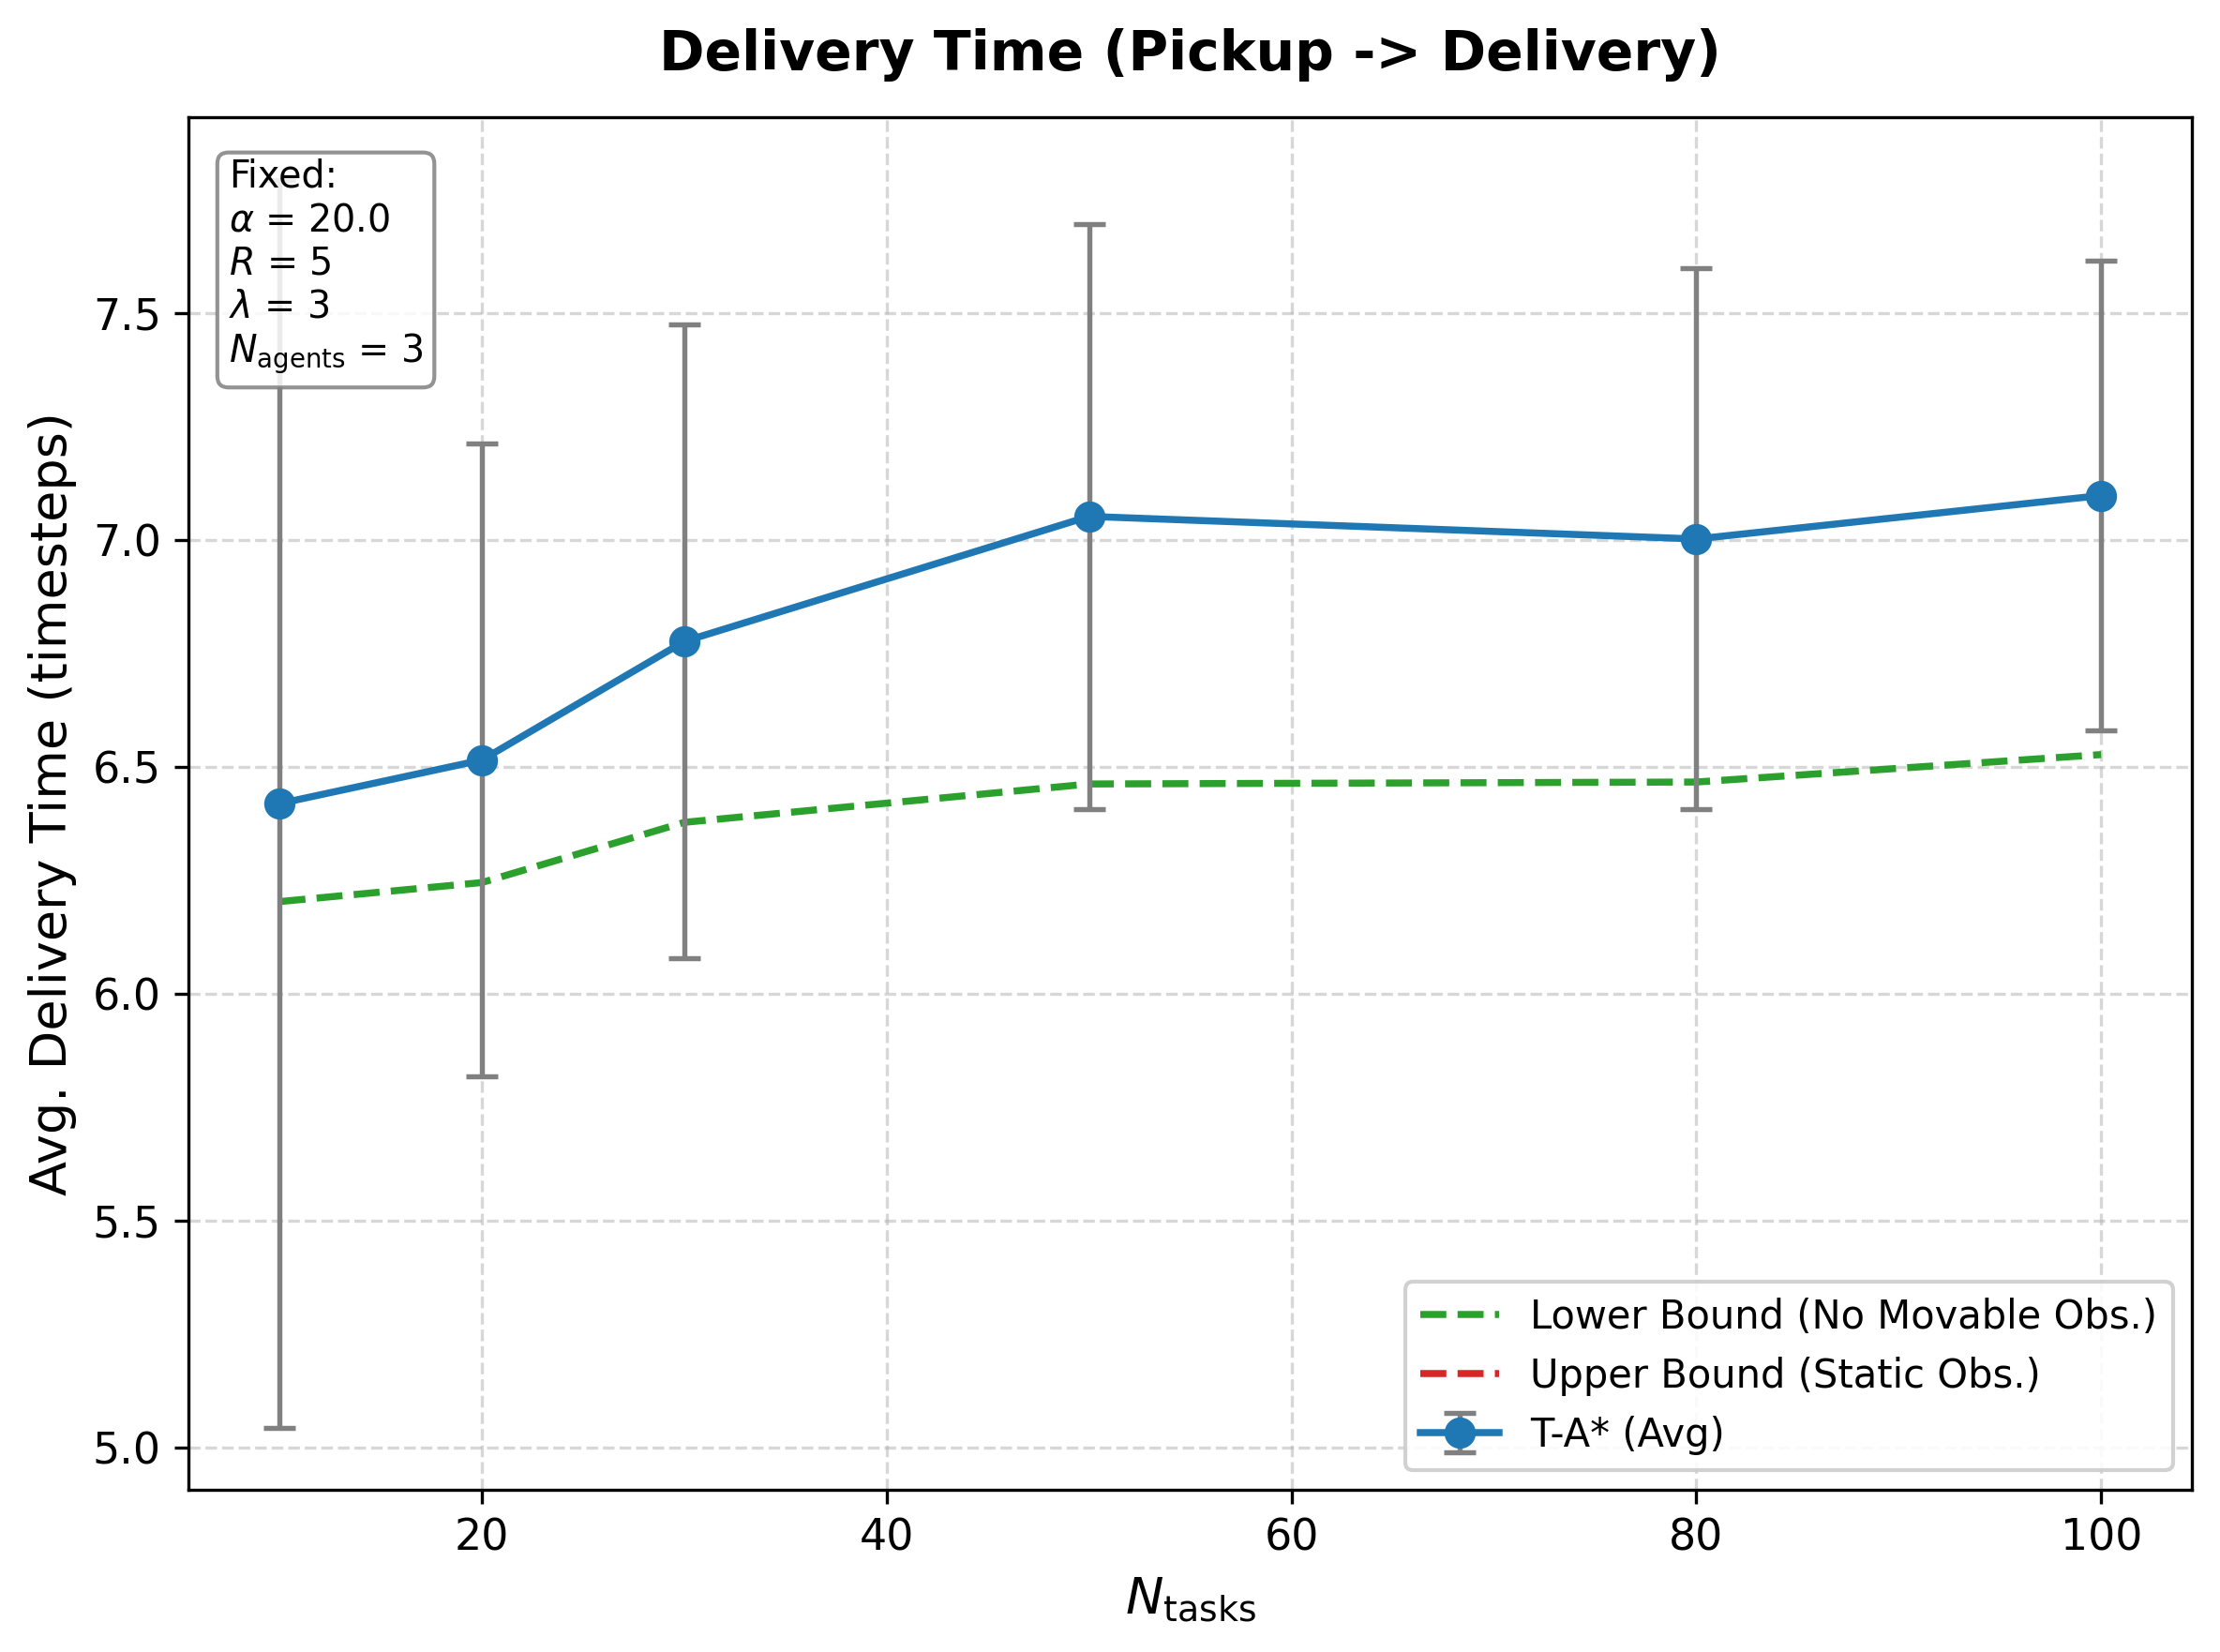 Delivery Time (Pickup -> Delivery)
Fixed:
α = 20.0
R = 5
λ = 3
N_agents = 3
Avg. Delivery Time (timesteps)
7.5
7.0
6.5
6.0
5.5
5.0
Lower Bound (No Movable Obs.)
Upper Bound (Static Obs.)
T-A* (Avg)
20 40 60 80 100
N_tasks